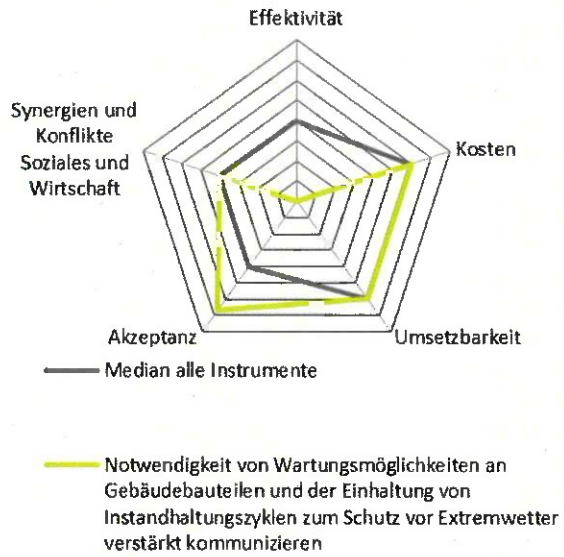 Effektivität
Synergien und
Konflikte
Soziales und
Wirtschaft
Kosten
Akzeptanz
Umsetzbarkeit
Median alle Instrumente
Notwendigkeit von Wartungsmöglichkeiten an
Gebäudebauteilen und der Einhaltung von
Instandhaltungszyklen zum Schutz vor Extremwetter
verstärkt kommunizieren